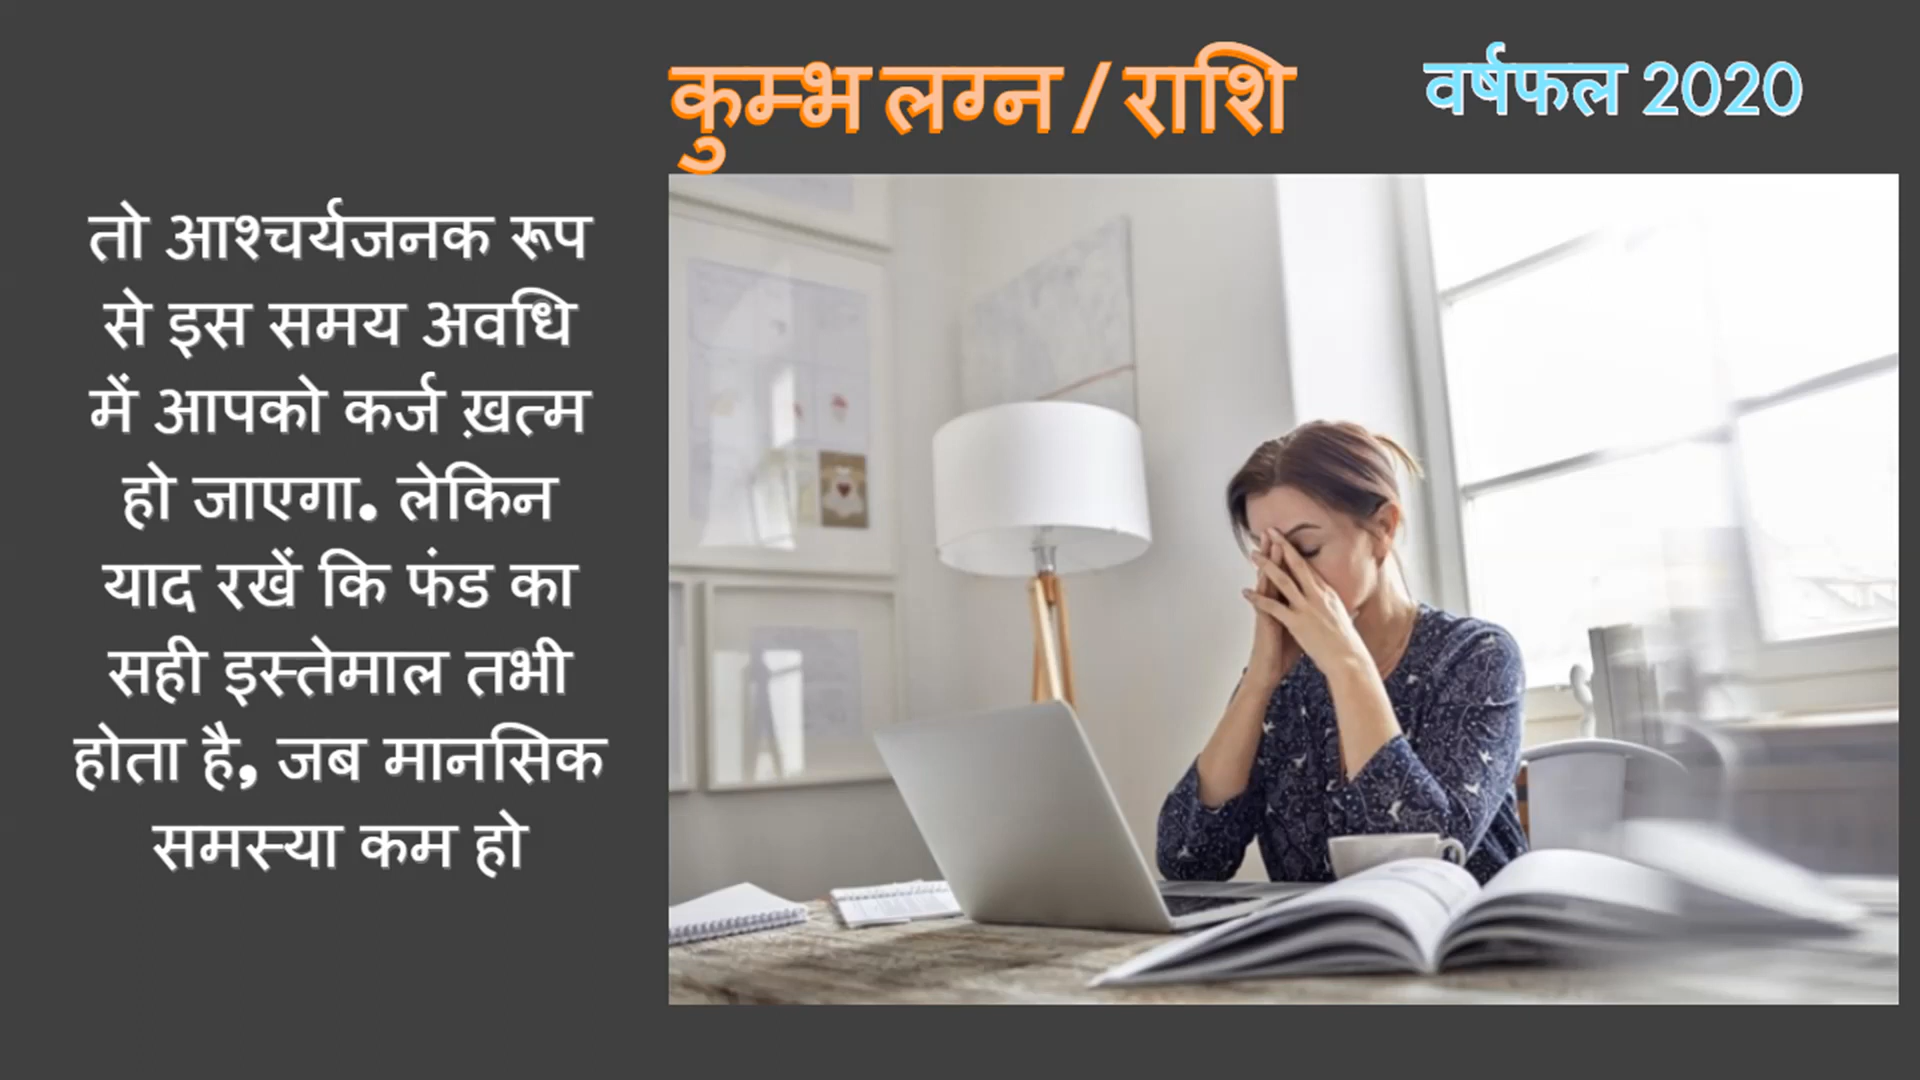 कुम्भ लग्न / राशि
वर्षफल 2020
तो आश्चर्यजनक रूप
से इस समय अवधि
में आपको कर्ज ख़त्म
हो जाएगा. लेकिन
याद रखें कि फंड का
सही इस्तेमाल तभी
होता है, जब मानसिक
समस्या कम हो